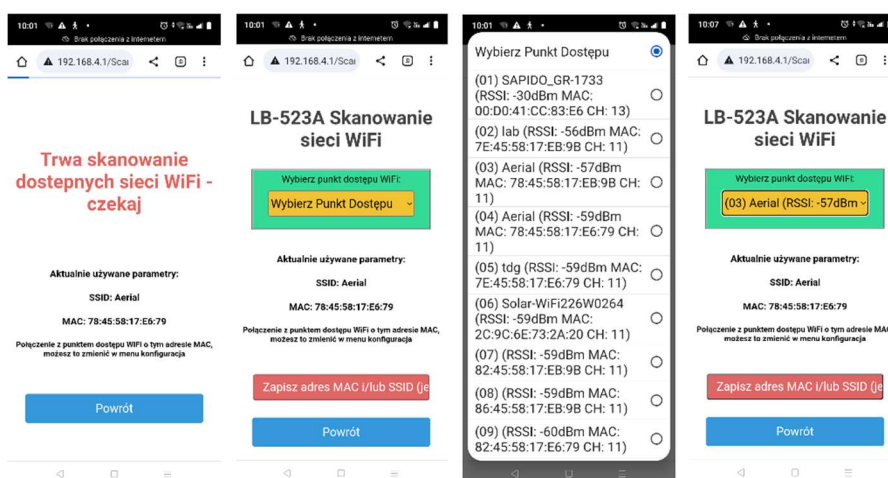 10:01
Brak połączenia z internetem
192.168.4.1/Scar
Trwa skanowanie
dostepnych sieci WiFi -
czekaj
Aktualnie używane parametry:
SSID: Aerial
MAC: 78:45:58:17:E6:79
Połączenie z punktem dostępu WiFi o tym adresie MAC,
możesz to zmienić w menu konfiguracja
Powrót
10:01
Brak połączenia z internetem
192.168.4.1/Scar
LB-523A Skanowanie
sieci WiFi
Wybierz punkt dostępu WiFi:
Wybierz Punkt Dostępu
Aktualnie używane parametry:
SSID: Aerial
MAC: 78:45:58:17:E6:79
Połączenie z punktem dostępu WiFi o tym adresie MAC,
możesz to zmienić w menu konfiguracja
Zapisz adres MAC i/lub SSID (je
Powrót
10:01
Wybierz Punkt Dostępu
(01) SAPIDO_GR-1733
(RSSI: -30dBm MAC:
00:D0:41:CC:83:E6 CH: 13)
(02) lab (RSSI: -56dBm MAC:
7E:45:58:17:EB:9B CH: 11)
(03) Aerial (RSSI: -57dBm
MAC: 78:45:58:17:EB:9B CH:
11)
(04) Aerial (RSSI: -59dBm
MAC: 78:45:58:17:E6:79 CH:
11)
(05) tdg (RSSI: -59dBm MAC:
7E:45:58:17:E6:79 CH: 11)
(06) Solar-WiFi226W0264
(RSSI: -59dBm MAC:
2C:9C:6E:73:2A:20 CH: 11)
(07) (RSSI: -59dBm MAC:
82:45:58:17:EB:9B CH: 11)
(08) (RSSI: -59dBm MAC:
86:45:58:17:EB:9B CH: 11)
(09) (RSSI: -60dBm MAC:
82:45:58:17:E6:79 CH: 11)
10:07
Brak połączenia z internetem
192.168.4.1/Scar
LB-523A Skanowanie
sieci WiFi
Wybierz punkt dostępu WiFi:
(03) Aerial (RSSI: -57dBm
Aktualnie używane parametry:
SSID: Aerial
MAC: 78:45:58:17:E6:79
Połączenie z punktem dostępu WiFi o tym adresie MAC,
możesz to zmienić w menu konfiguracja
Zapisz adres MAC i/lub SSID (je
Powrót